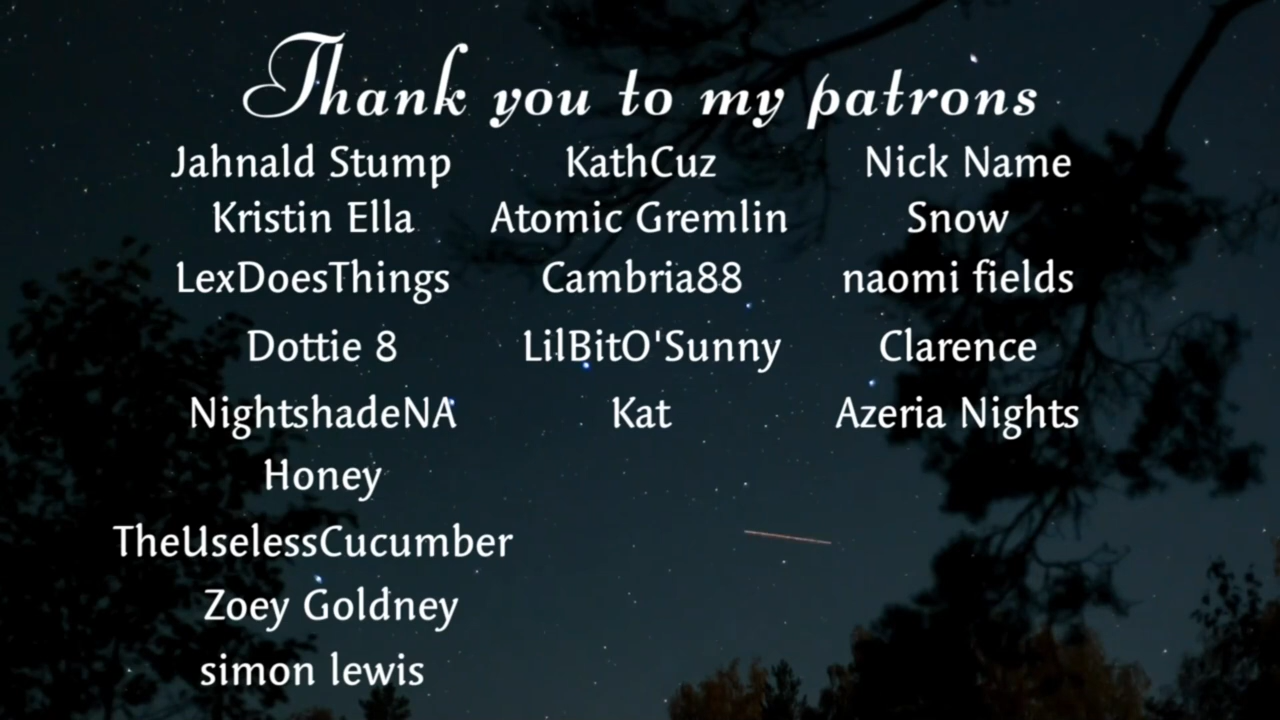 Thank you to my patrons
Jahnald Stump KathCuz Nick Name
Kristin Ella Atomic Gremlin Snow
LexDoesThings Cambria88 naomi fields
Dottie 8 LilBitO'Sunny Clarence
NightshadeNA Kat Azeria Nights
Honey
TheUselessCucumber
Zoey Goldney
simon lewis